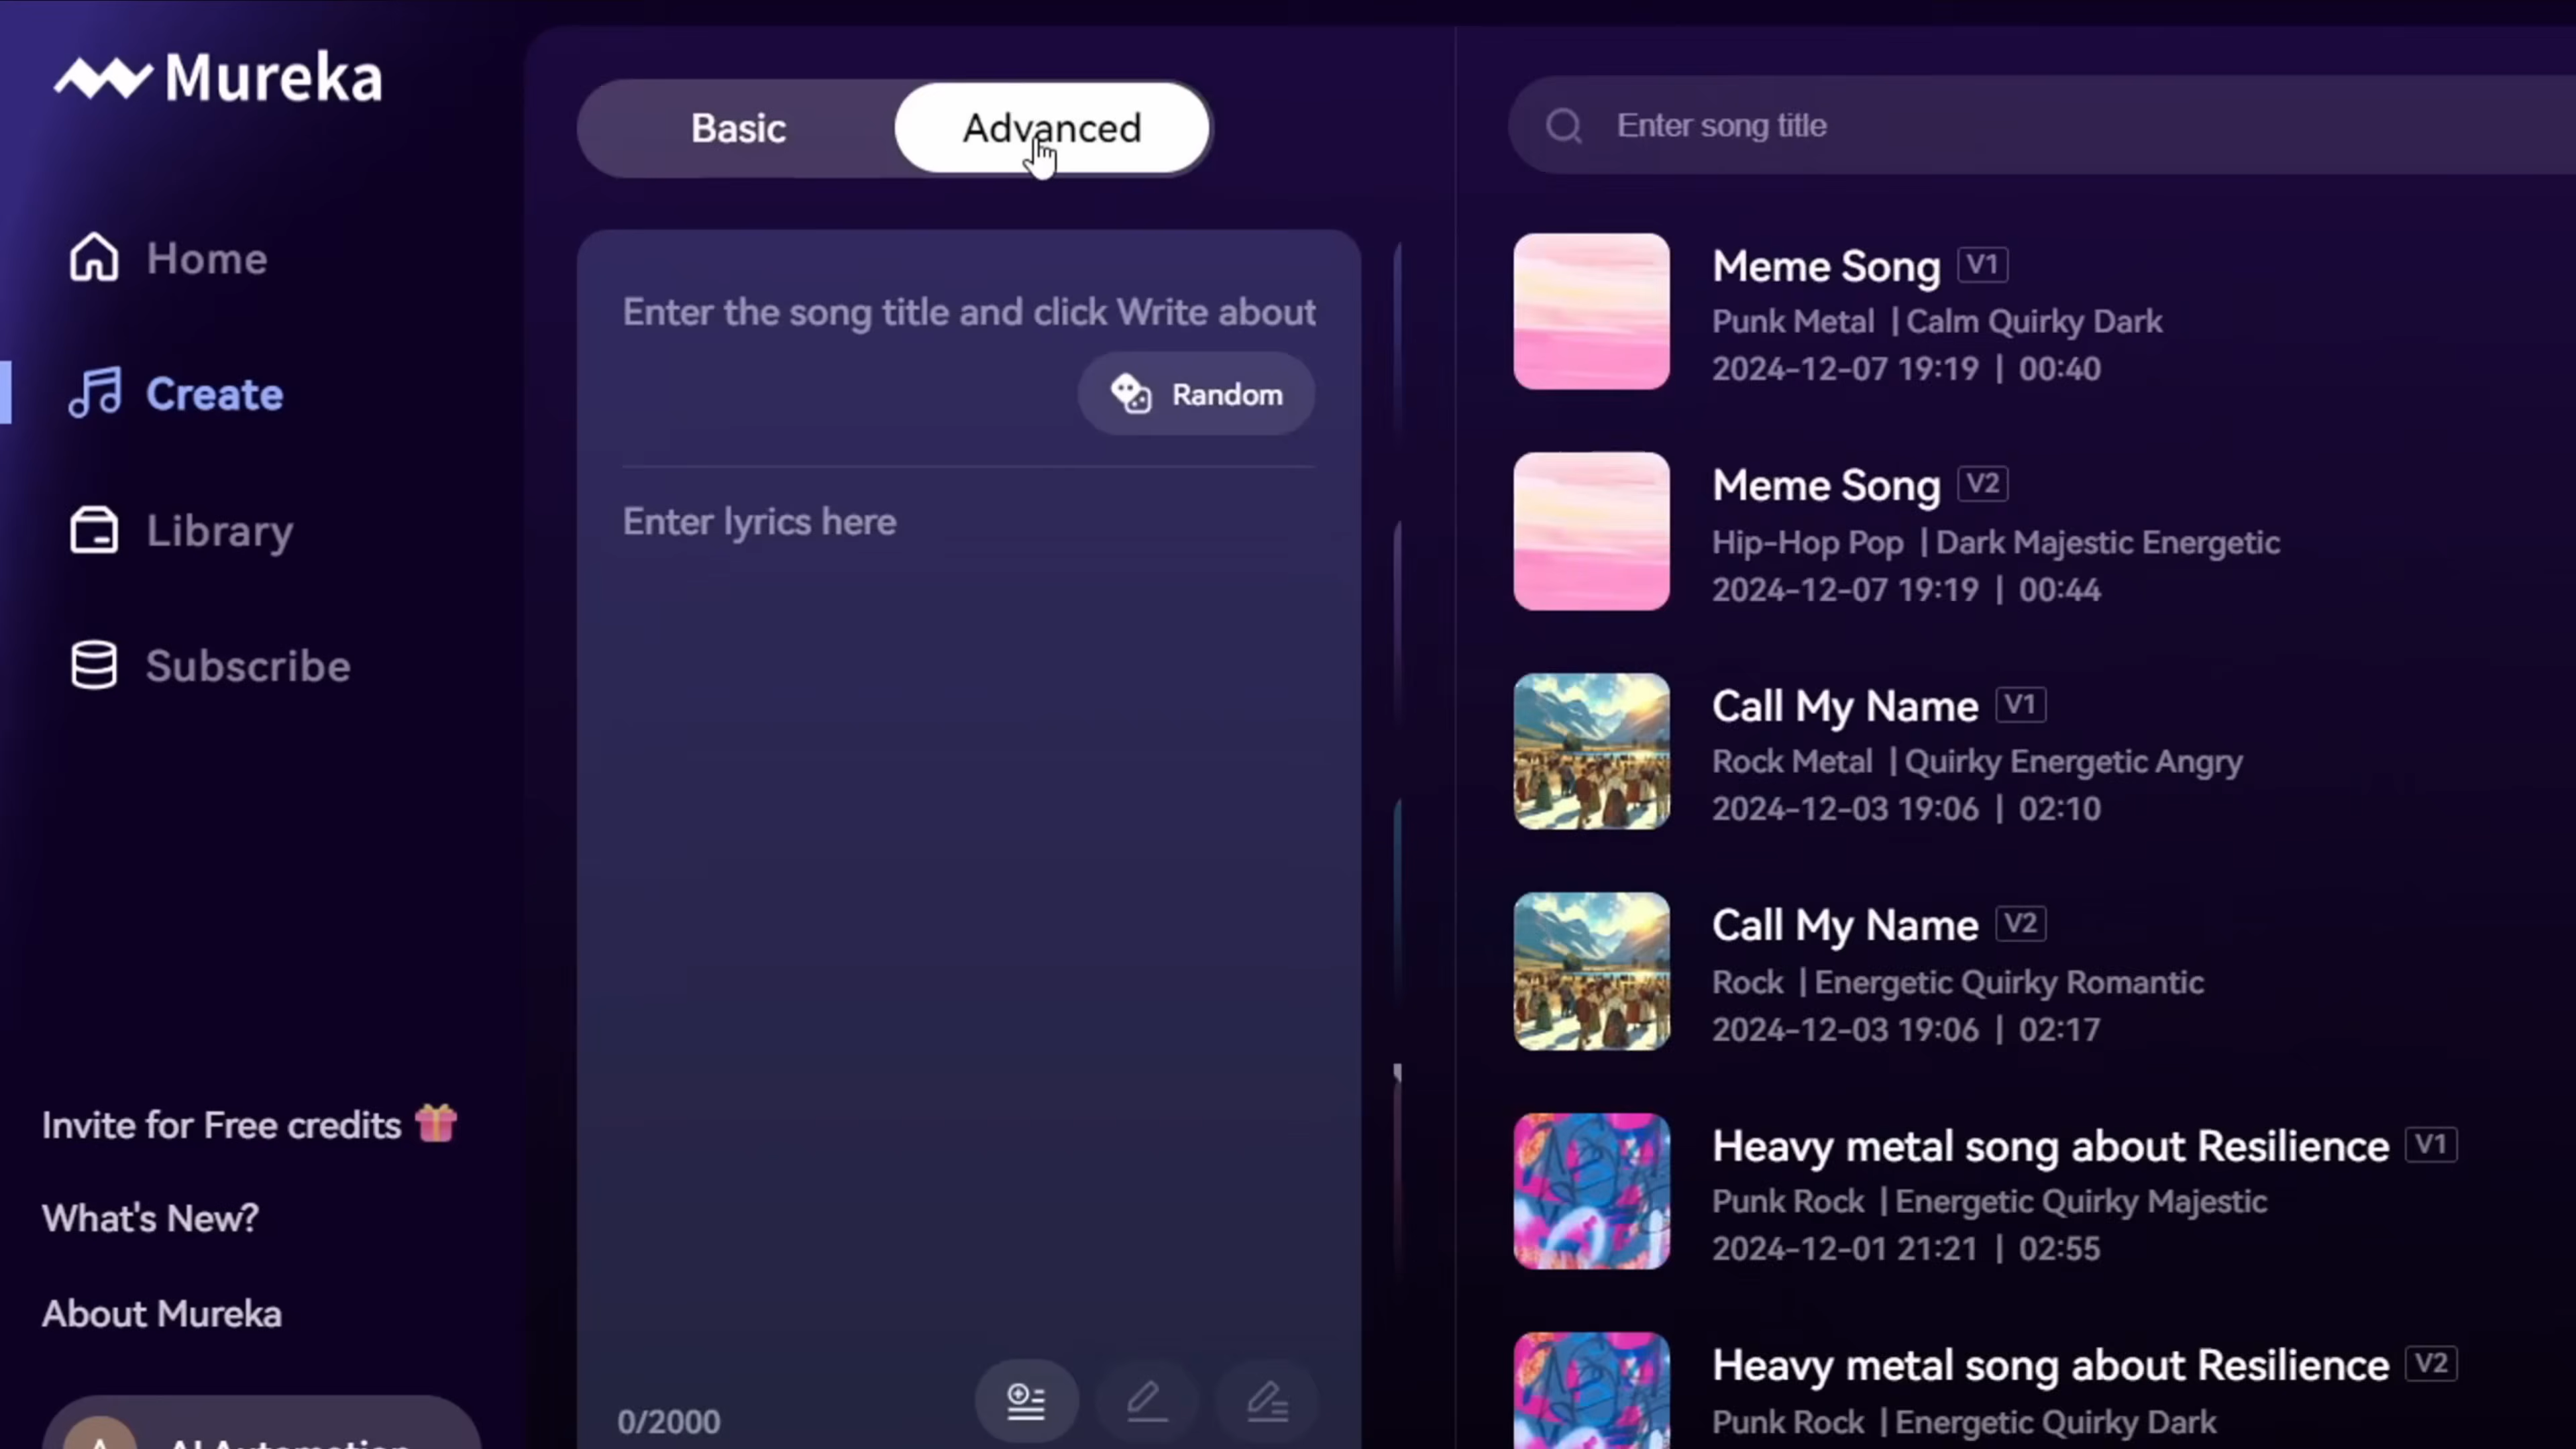 Mureka
Home
Create
Library
Subscribe
Invite for Free credits
What's New?
About Mureka
Basic
Advanced
Enter the song title and click Write about
Random
Enter lyrics here
0/2000
Enter song title
Meme Song V1
Punk Metal | Calm Quirky Dark
2024-12-07 19:19 | 00:40
Meme Song V2
Hip-Hop Pop | Dark Majestic Energetic
2024-12-07 19:19 | 00:44
Call My Name V1
Rock Metal | Quirky Energetic Angry
2024-12-03 19:06 | 02:10
Call My Name V2
Rock | Energetic Quirky Romantic
2024-12-03 19:06 | 02:17
Heavy metal song about Resilience V1
Punk Rock | Energetic Quirky Majestic
2024-12-01 21:21 | 02:55
Heavy metal song about Resilience V2
Punk Rock | Energetic Quirky Dark